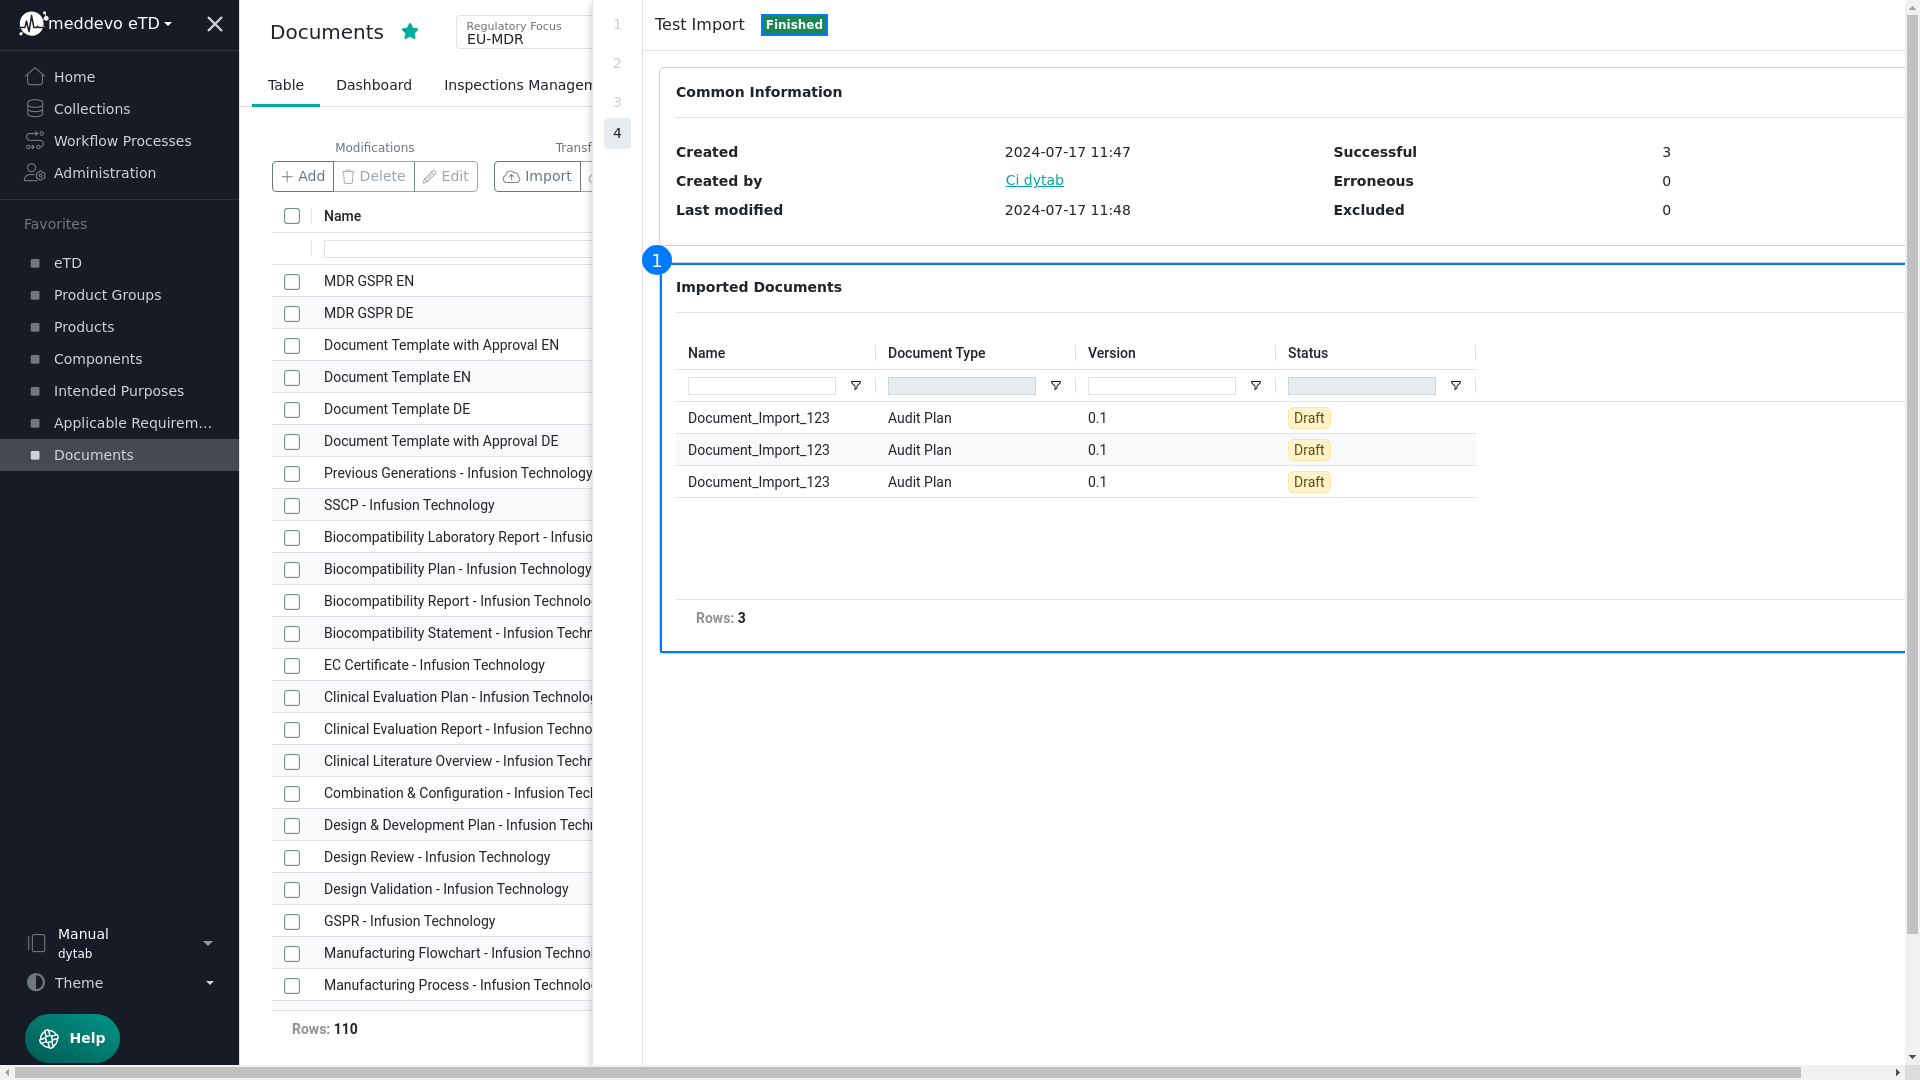 meddevo eTD
Home
Collections
Workflow Processes
Administration
Favorites
eTD
Product Groups
Products
Components
Intended Purposes
Applicable Requirem...
Documents
Manual
dytab
Theme
Help
Documents
Regulatory Focus
EU-MDR
Table
Dashboard
Inspections Managem
Modifications
Transf
Add
Delete
Edit
Import
Name
MDR GSPR EN
MDR GSPR DE
Document Template with Approval EN
Document Template EN
Document Template DE
Document Template with Approval DE
Previous Generations - Infusion Technology
SSCP - Infusion Technology
Biocompatibility Laboratory Report - Infusio
Biocompatibility Plan - Infusion Technology
Biocompatibility Report - Infusion Technolo
Biocompatibility Statement - Infusion Techn
EC Certificate - Infusion Technology
Clinical Evaluation Plan - Infusion Technolog
Clinical Evaluation Report - Infusion Techno
Clinical Literature Overview - Infusion Techn
Combination & Configuration - Infusion Tech
Design & Development Plan - Infusion Techn
Design Review - Infusion Technology
Design Validation - Infusion Technology
GSPR - Infusion Technology
Manufacturing Flowchart - Infusion Technol
Manufacturing Process - Infusion Technolog
Rows: 110
1
2
3
4
Test Import
Finished
Common Information
Created 2024-07-17 11:47 Successful 3
Created by Ci dytab Erroneous 0
Last modified 2024-07-17 11:48 Excluded 0
1
Imported Documents
Name Document Type Version Status
Document_Import_123 Audit Plan 0.1 Draft
Document_Import_123 Audit Plan 0.1 Draft
Document_Import_123 Audit Plan 0.1 Draft
Rows: 3